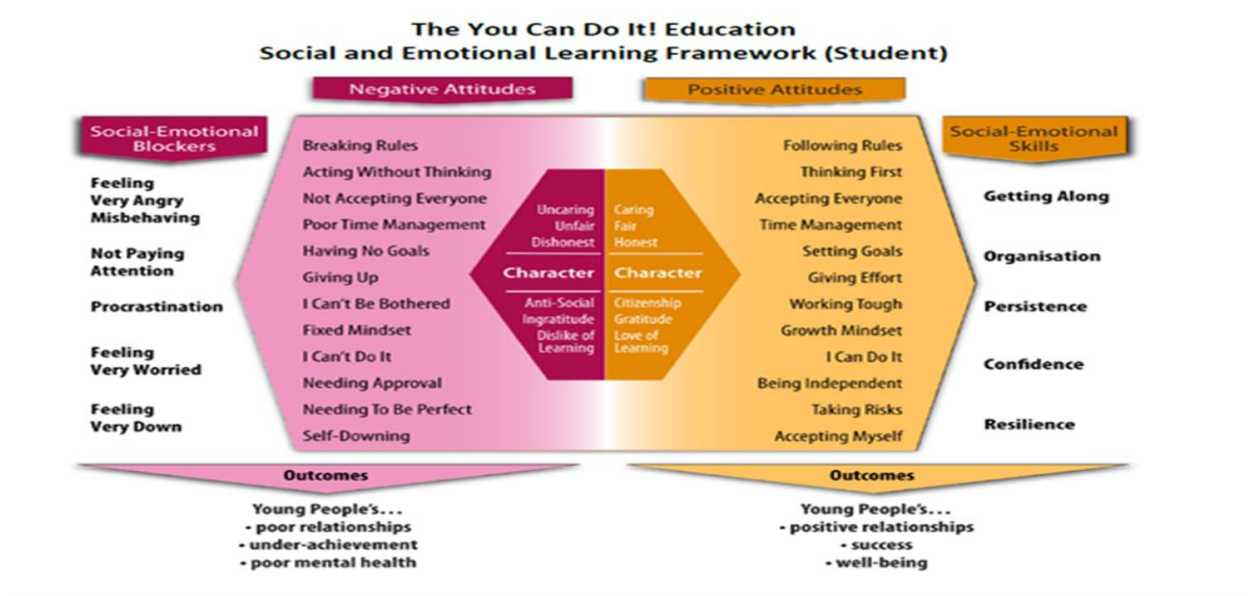 The You Can Do It! Education
Social and Emotional Learning Framework (Student)
Negative Attitudes
Positive Attitudes
Social-Emotional
Blockers
Feeling
Very Angry
Misbehaving
Not Paying
Attention
Procrastination
Feeling
Very Worried
Feeling
Very Down
Breaking Rules
Acting Without Thinking
Not Accepting Everyone
Poor Time Management
Having No Goals
Giving Up
I Can't Be Bothered
Fixed Mindset
I Can't Do It
Needing Approval
Needing To Be Perfect
Self-Downing
Uncaring
Unfair
Dishonest
Character
Anti-Social
Ingratitude
Dislike of
Learning
Caring
Fair
Honest
Character
Citizenship
Gratitude
Love of
Learning
Following Rules
Thinking First
Accepting Everyone
Time Management
Setting Goals
Giving Effort
Working Tough
Growth Mindset
I Can Do It
Being Independent
Taking Risks
Accepting Myself
Social-Emotional
Skills
Getting Along
Organisation
Persistence
Confidence
Resilience
Outcomes
Young People's...
• poor relationships
• under-achievement
• poor mental health
Outcomes
Young People's...
• positive relationships
• success
• well-being